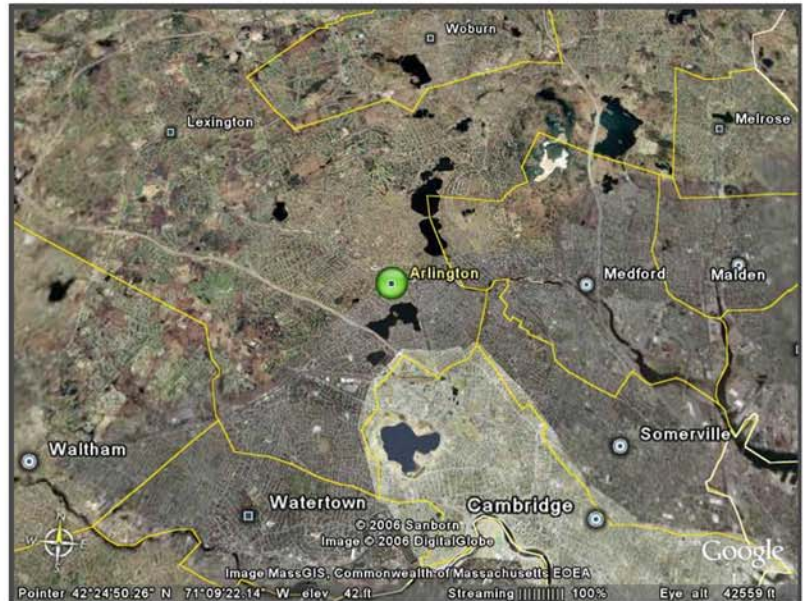 Woburn
Lexington
Melrose
Arlington
Medford
Malden
Waltham
Somerville
Watertown
Cambridge
© 2006 Sanborn
Image © 2006 DigitalGlobe
N
W E
S
Google
Image MassGIS, Commonwealth of Massachusetts EOEA
Pointer 42°24'50.26" N 71°09'22.14" W elev 42 ft Streaming |||||||||| 100% Eye alt 42559 ft